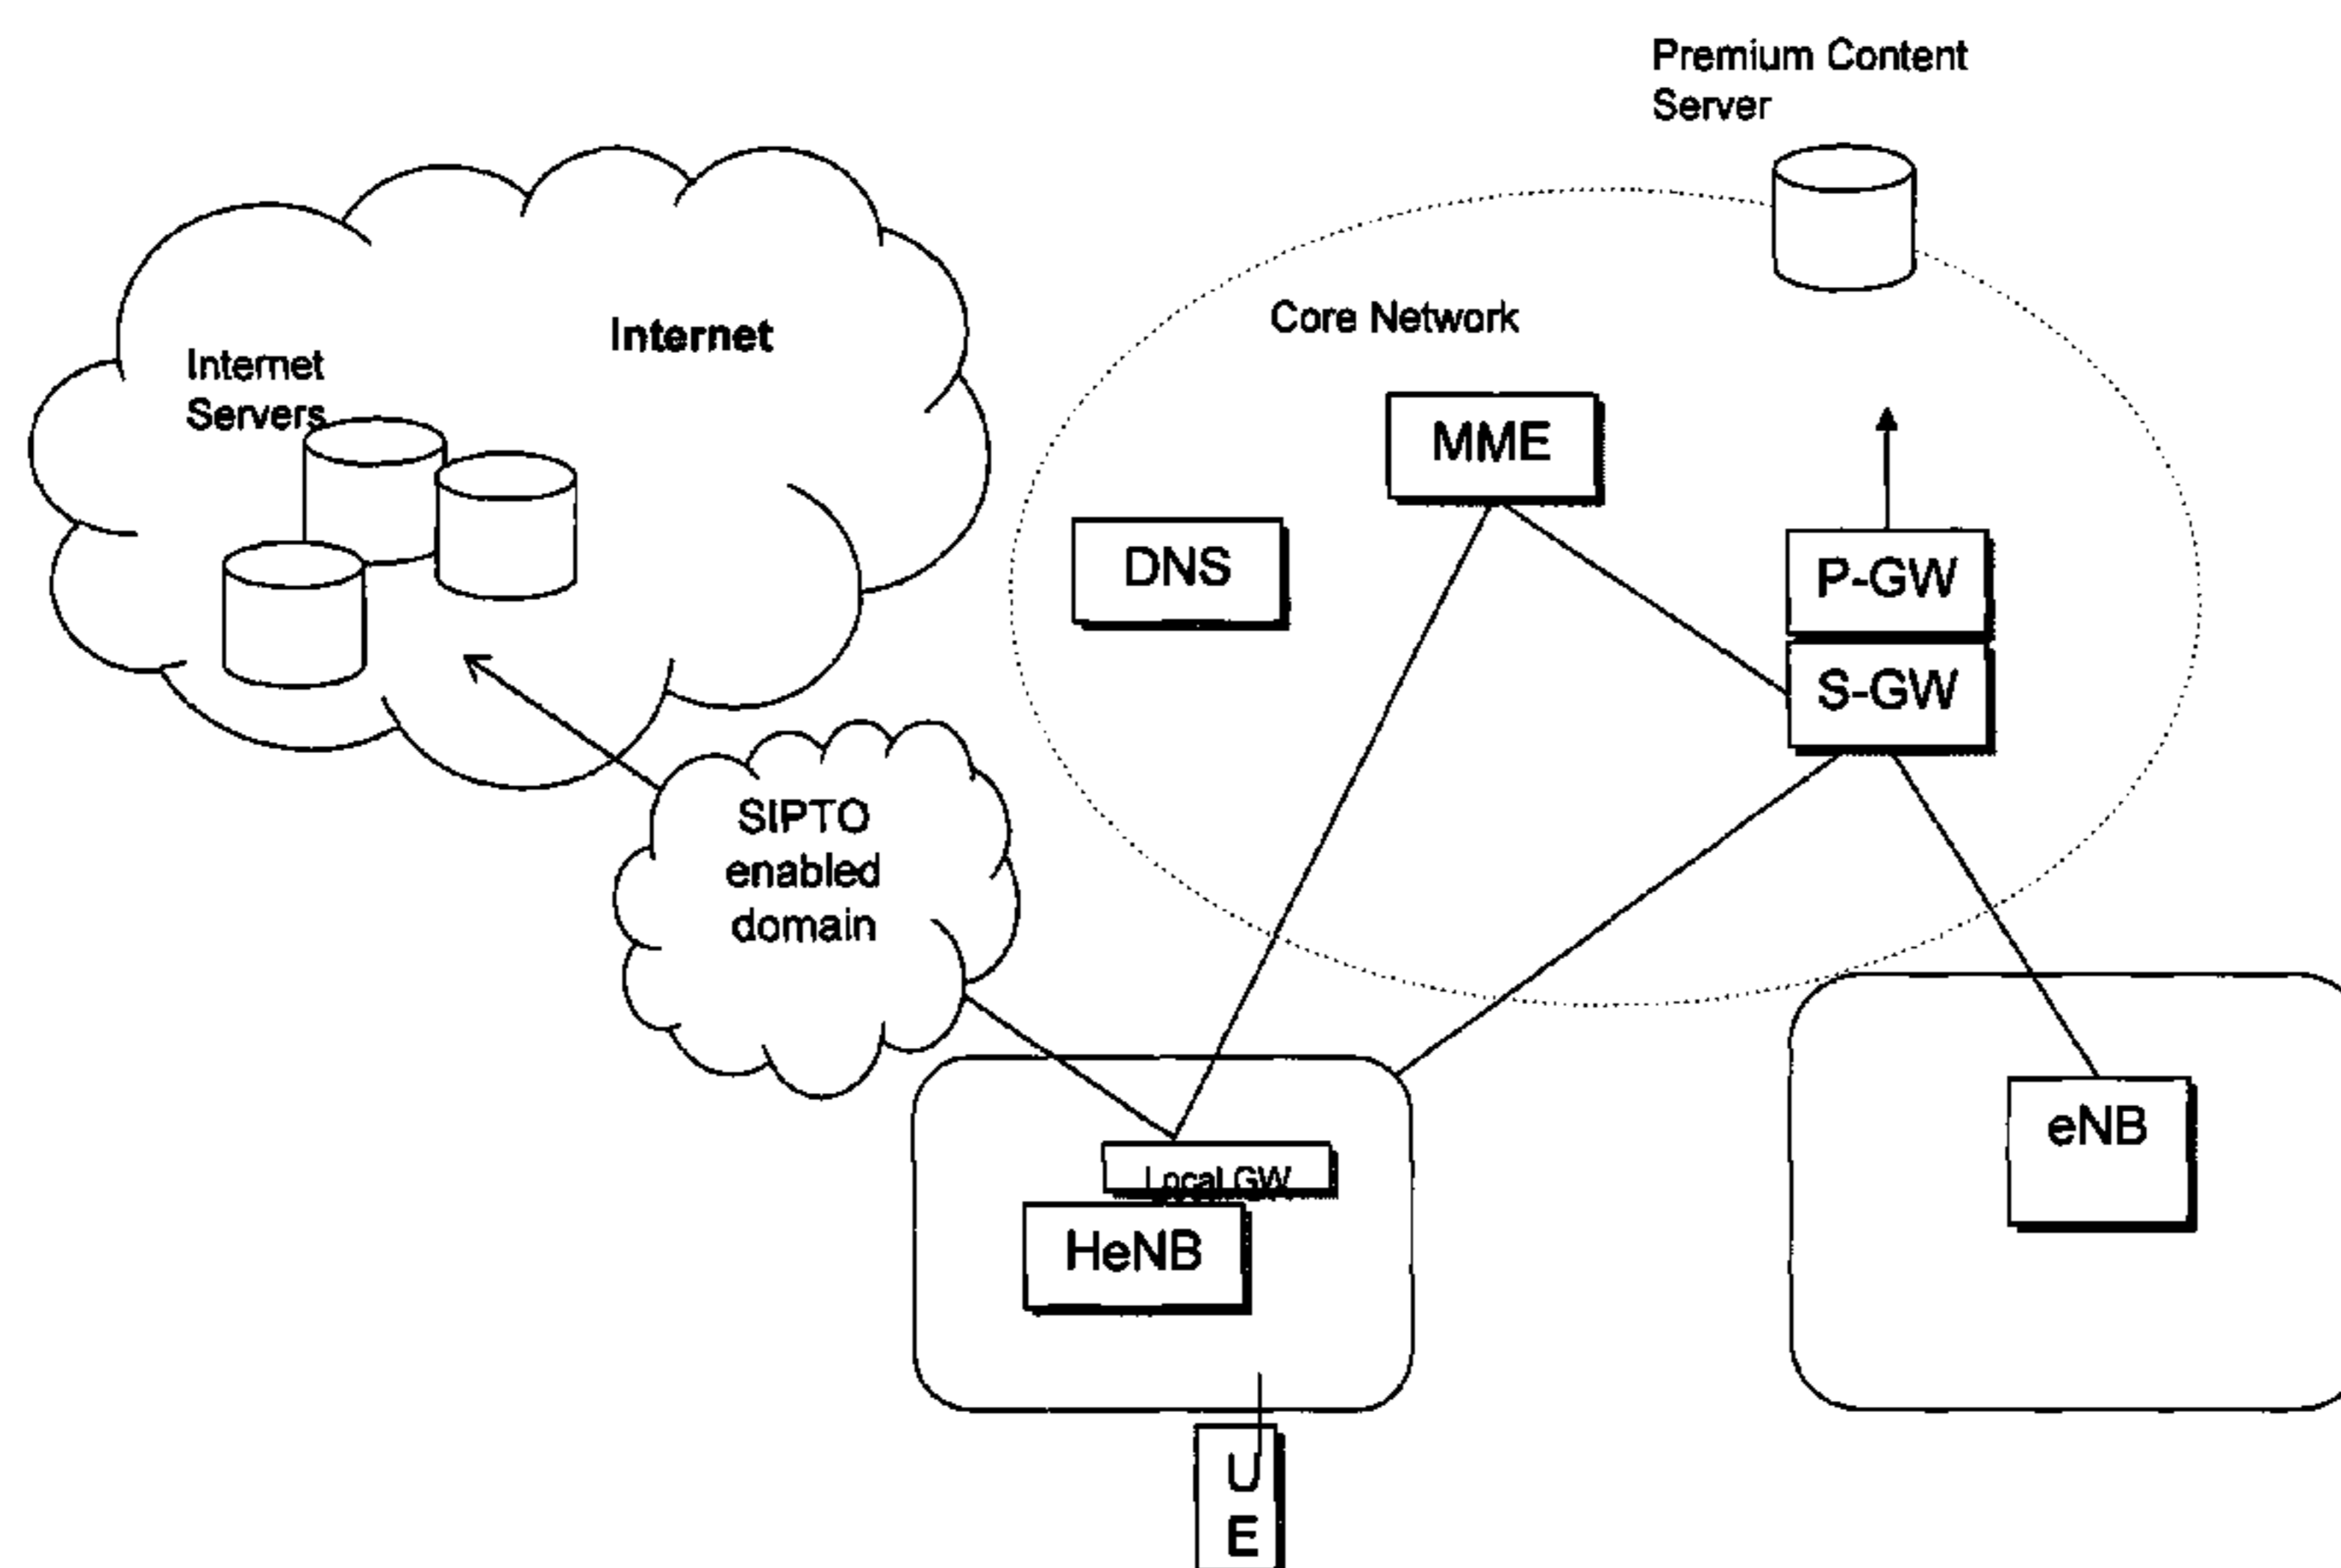 Premium Content
Server
Internet
Internet
Servers
Core Network
MME
DNS
P-GW
S-GW
SIPTO
enabled
domain
Local GW
HeNB
eNB
U
E